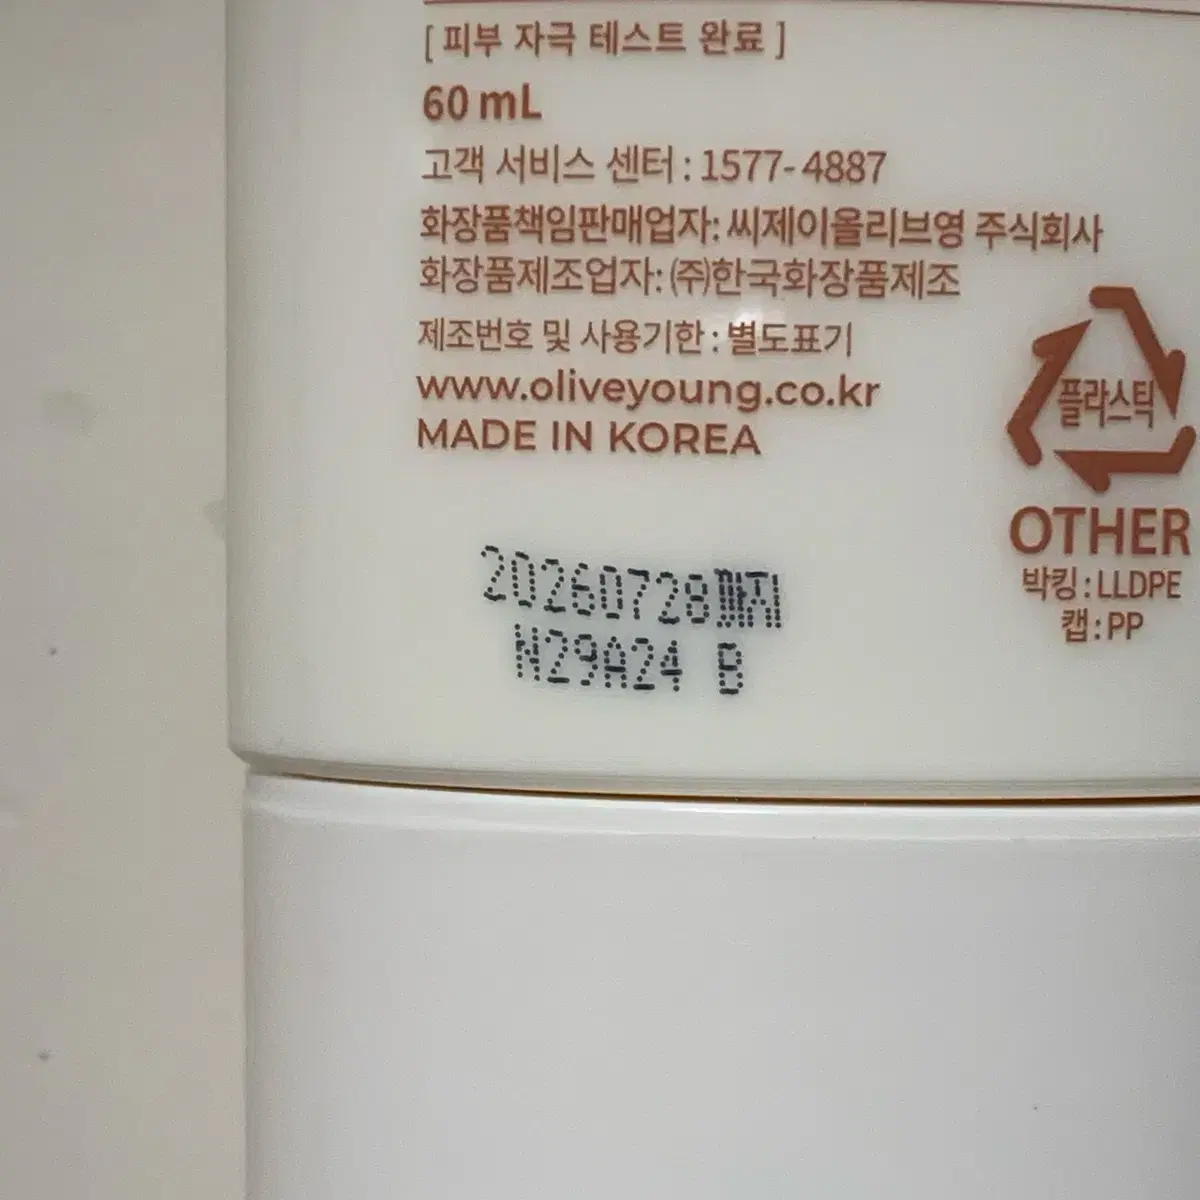 [ 피부 자극 테스트 완료 ]
60 mL
고객 서비스 센터 : 1577-4887
화장품책임판매업자: 씨제이올리브영 주식회사
화장품제조업자: ㈜한국화장품제조
제조번호 및 사용기한 : 별도표기
www.oliveyoung.co.kr
MADE IN KOREA
플라스틱
OTHER
박킹 : LLDPE
캡 : PP
20260728까지
N29A24 B